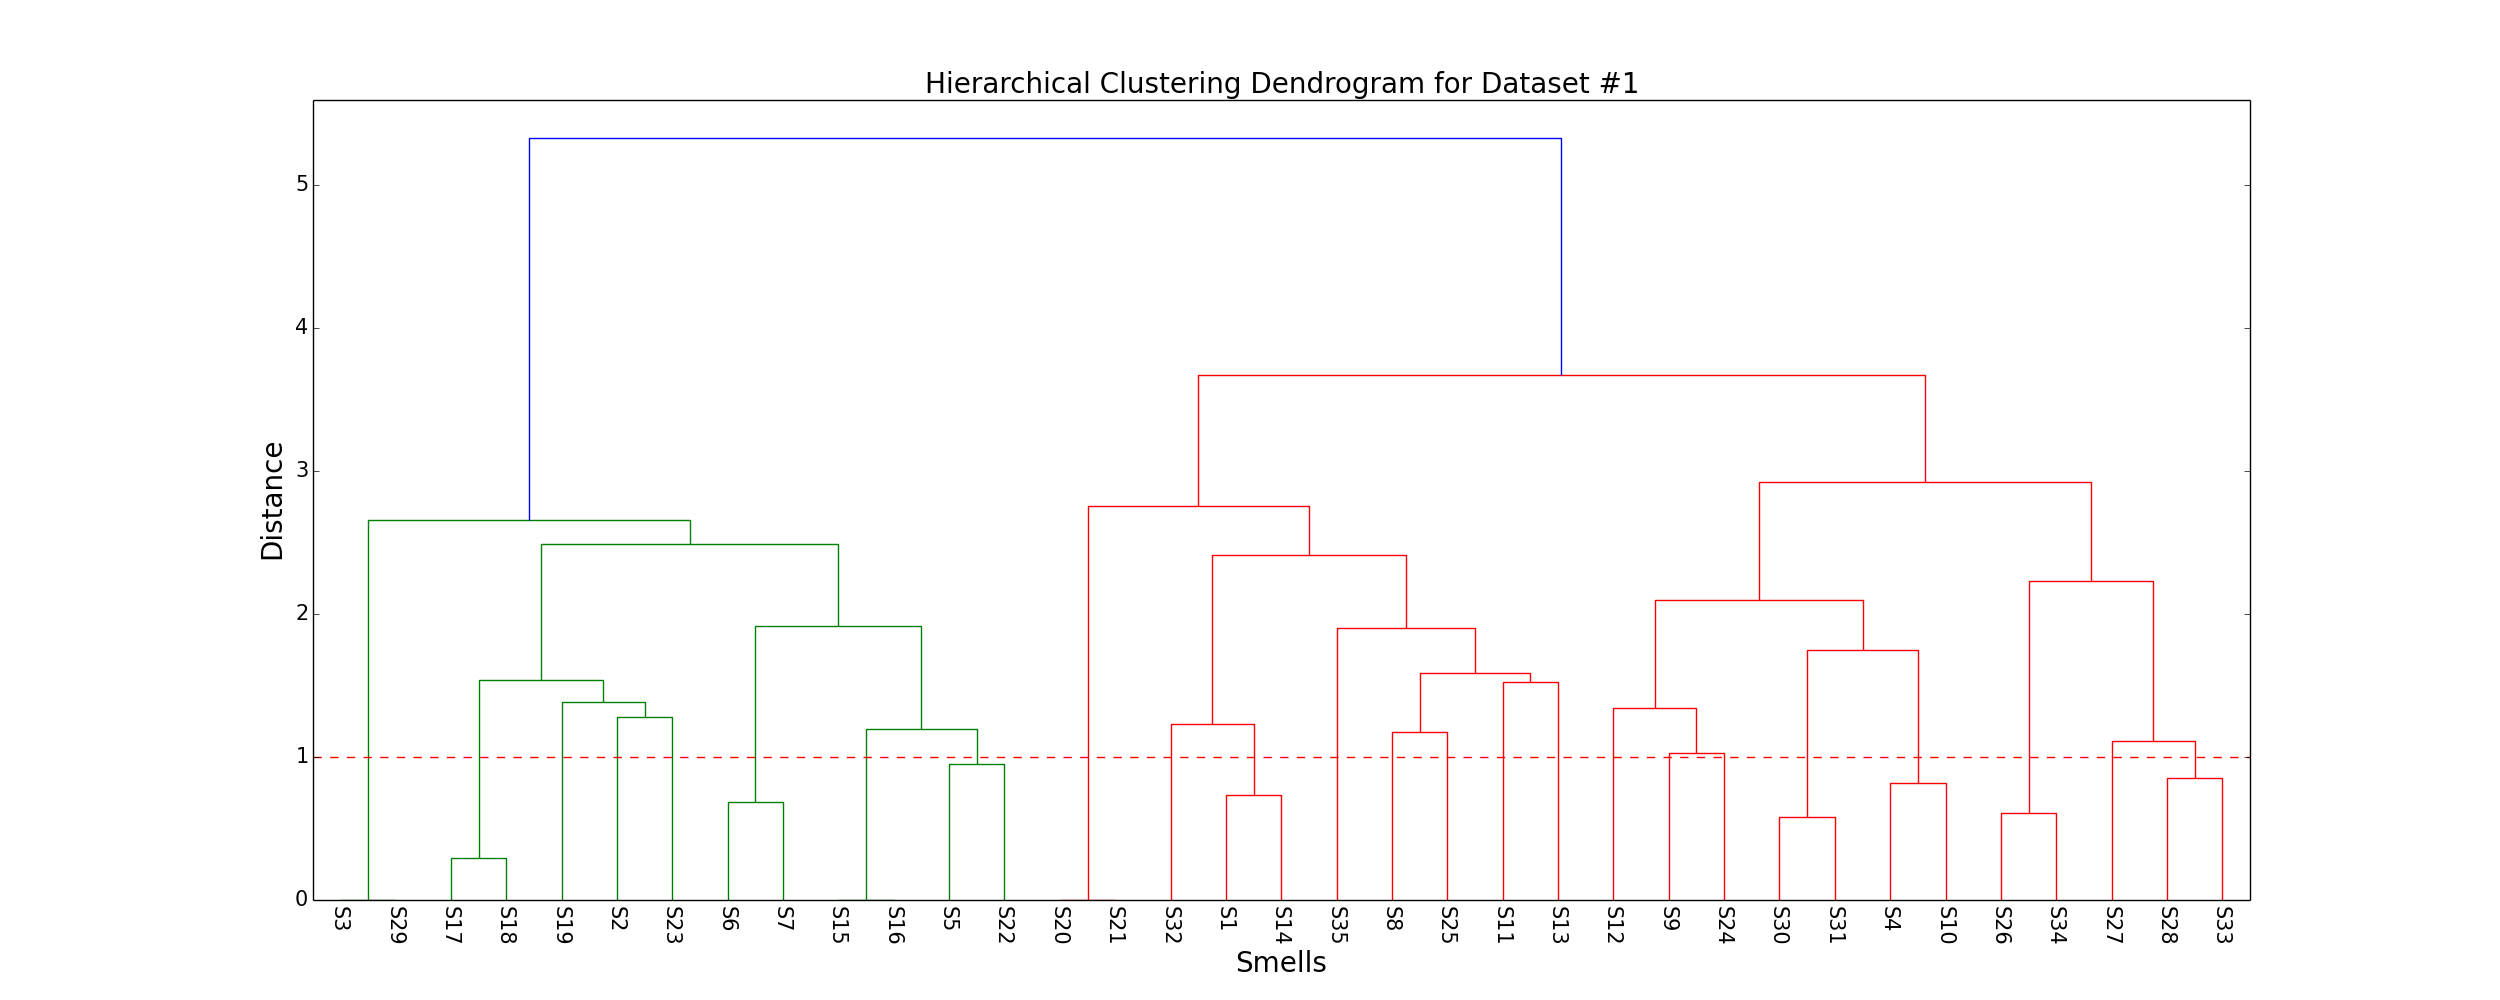 Hierarchical Clustering Dendrogram for Dataset #1
5
4
3
2
1
0
Distance
S3 S29 S17 S18 S19 S2 S23 S6 S7 S15 S16 S5 S22 S20 S21 S32 S1 S14 S35 S8 S25 S11 S13 S12 S9 S24 S30 S31 S4 S10 S26 S34 S27 S28 S33
Smells